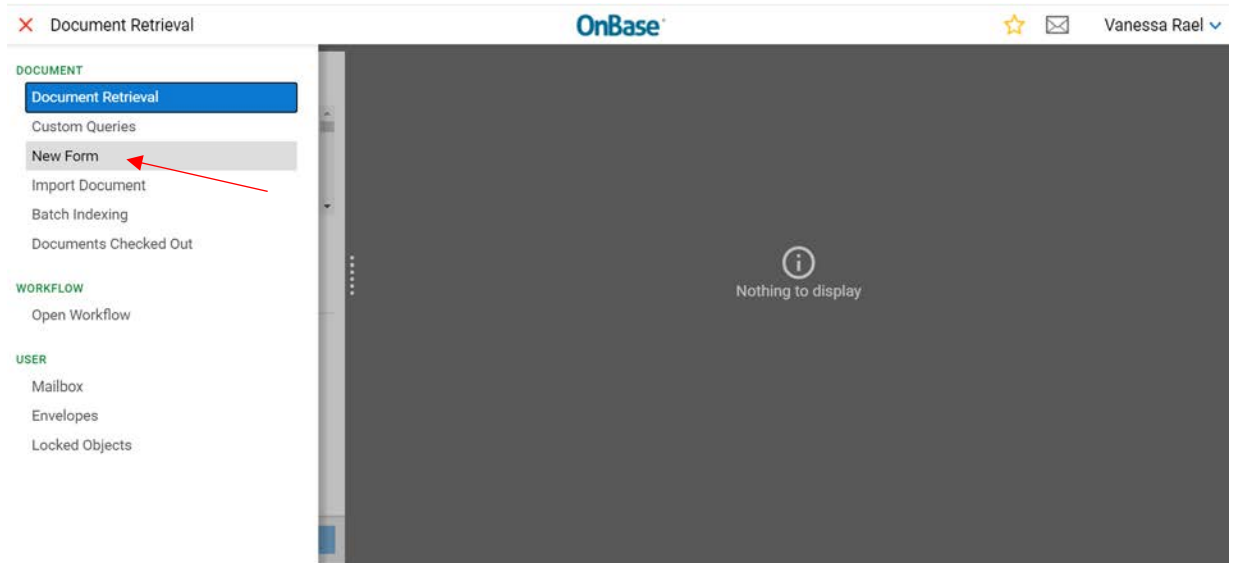 Document Retrieval
OnBase
Vanessa Rael
DOCUMENT
Document Retrieval
Custom Queries
New Form
Import Document
Batch Indexing
Documents Checked Out
WORKFLOW
Open Workflow
USER
Mailbox
Envelopes
Locked Objects
Nothing to display